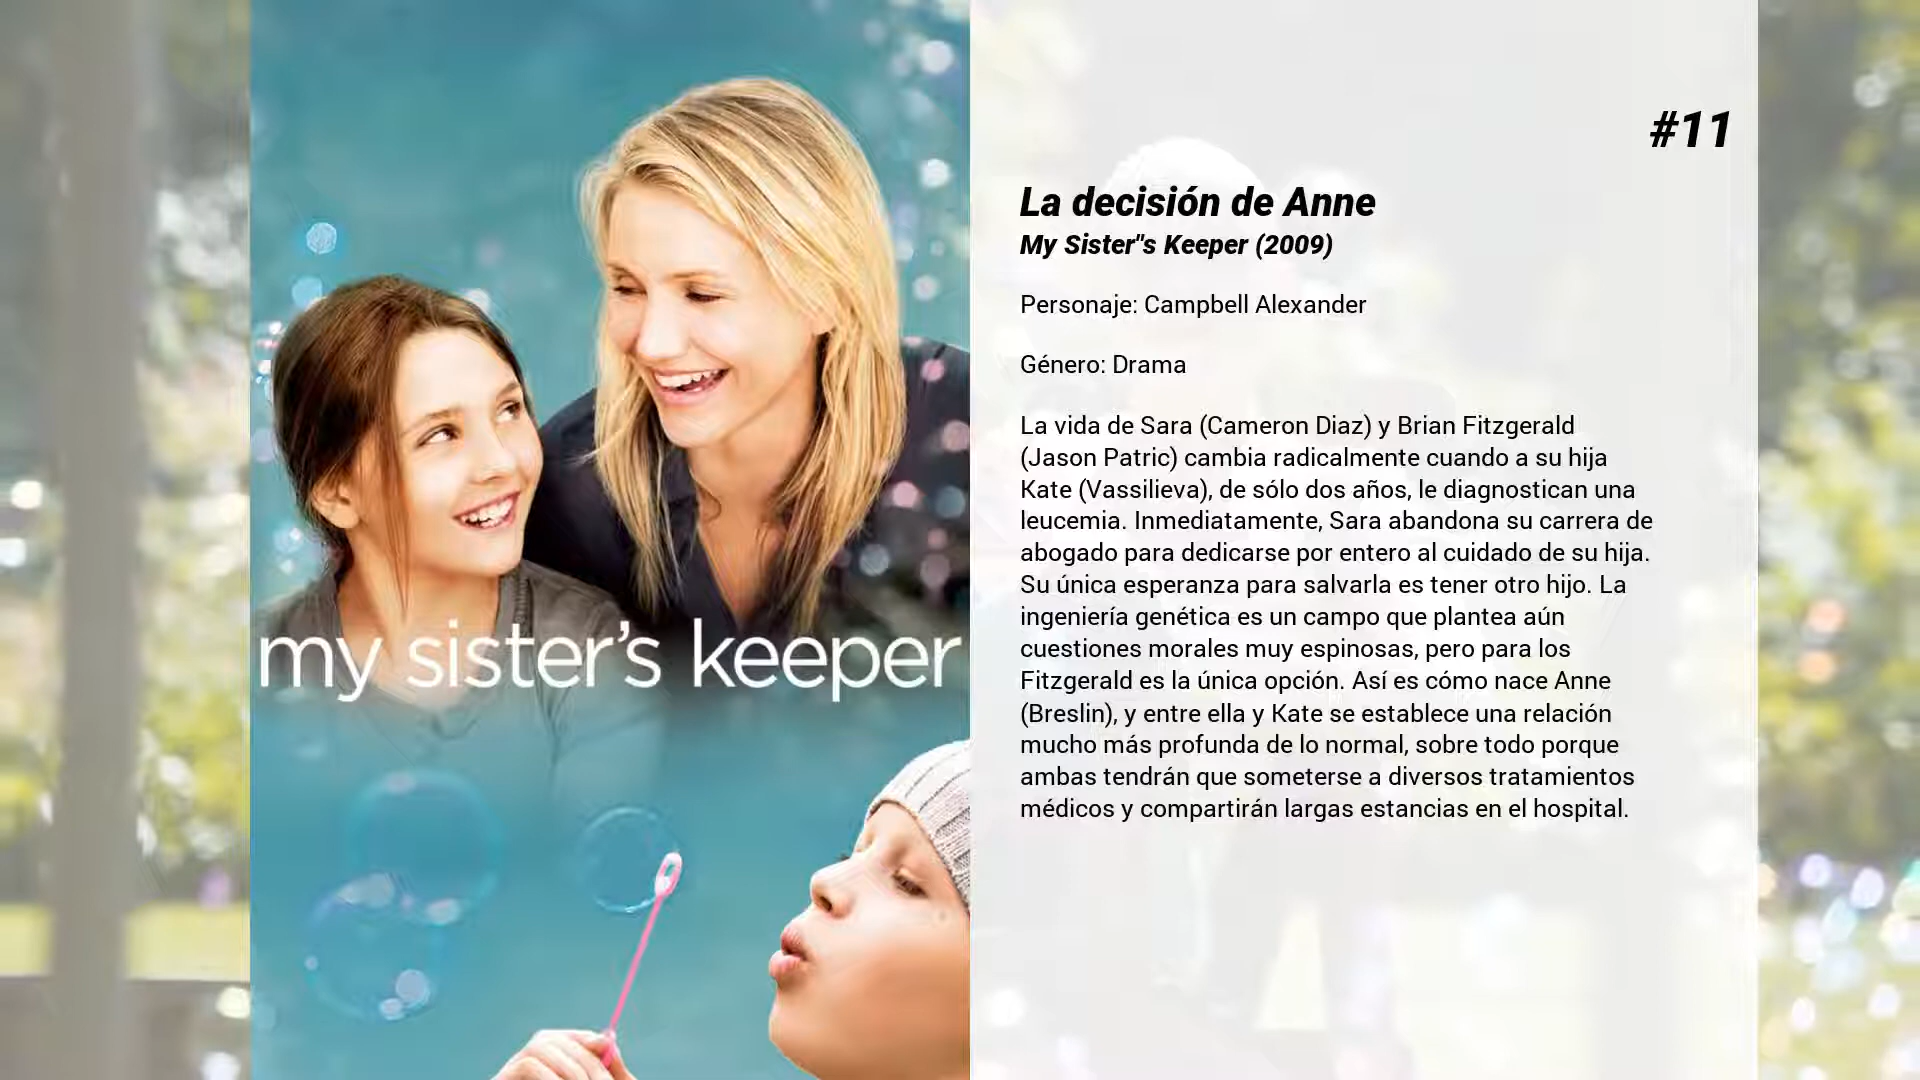 my sister's keeper
#11
La decisión de Anne
My Sister"s Keeper (2009)
Personaje: Campbell Alexander
Género: Drama
La vida de Sara (Cameron Diaz) y Brian Fitzgerald
(Jason Patric) cambia radicalmente cuando a su hija
Kate (Vassilieva), de sólo dos años, le diagnostican una
leucemia. Inmediatamente, Sara abandona su carrera de
abogado para dedicarse por entero al cuidado de su hija.
Su única esperanza para salvarla es tener otro hijo. La
ingeniería genética es un campo que plantea aún
cuestiones morales muy espinosas, pero para los
Fitzgerald es la única opción. Así es cómo nace Anne
(Breslin), y entre ella y Kate se establece una relación
mucho más profunda de lo normal, sobre todo porque
ambas tendrán que someterse a diversos tratamientos
médicos y compartirán largas estancias en el hospital.